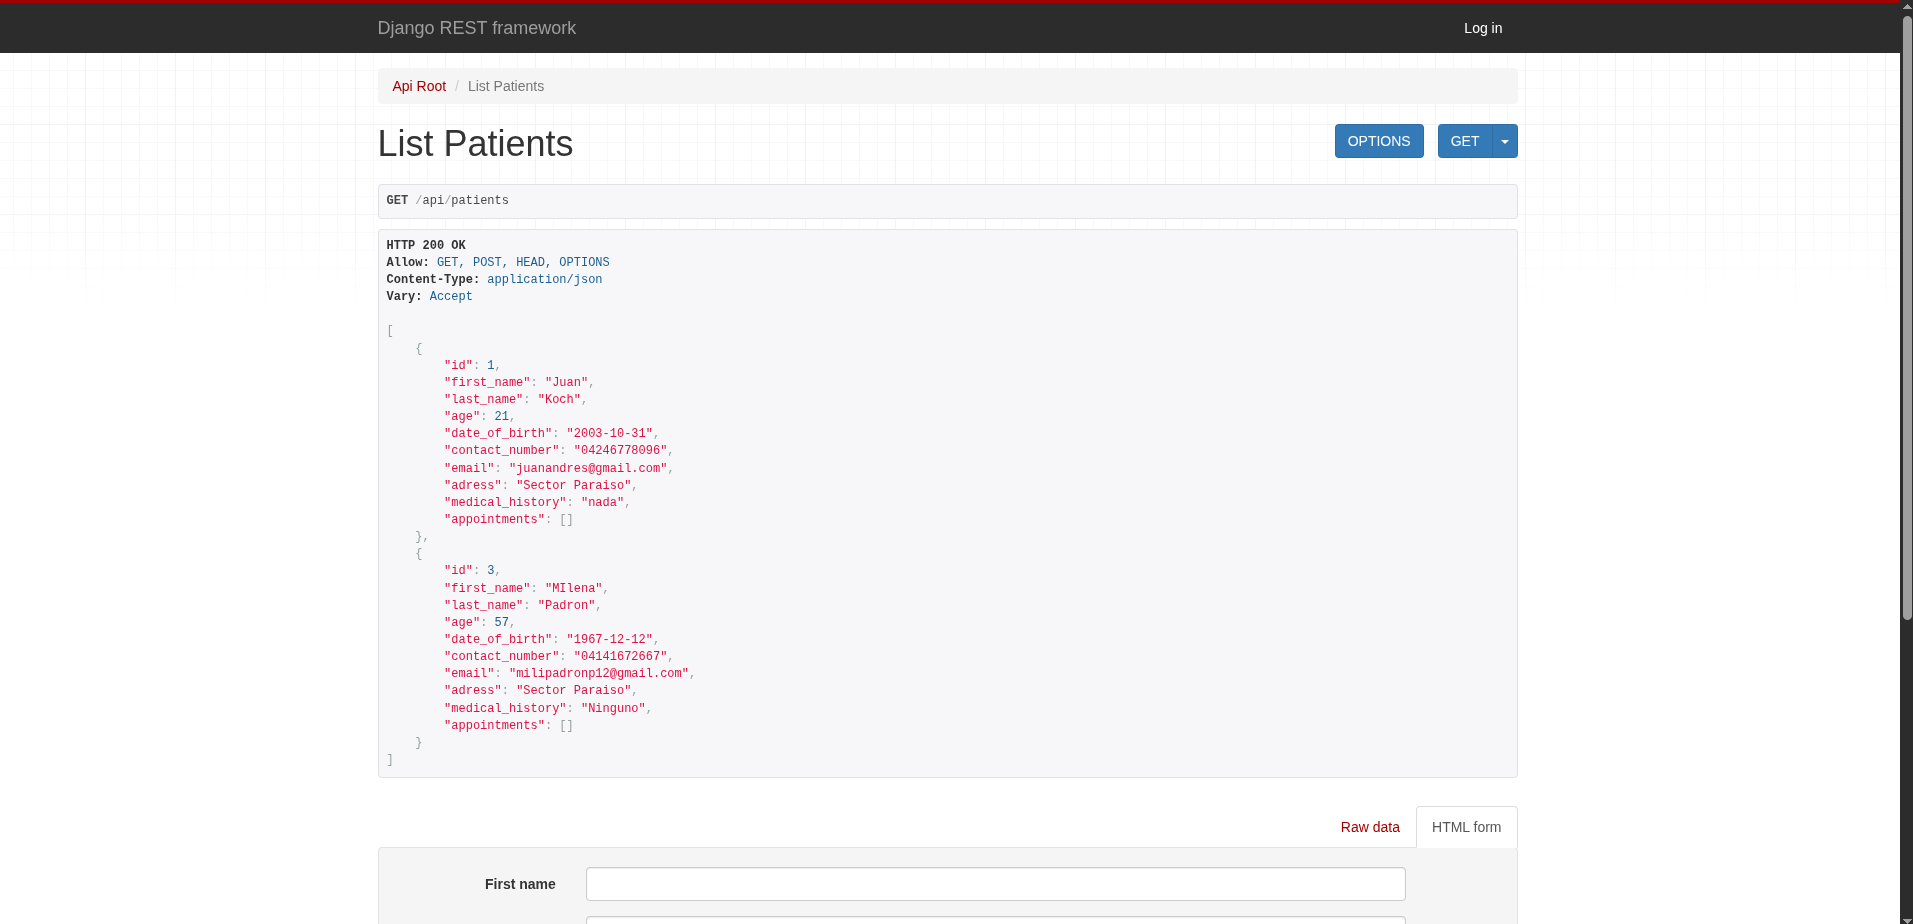 Django REST framework
Log in
Api Root / List Patients
List Patients
OPTIONS
GET
GET /api/patients
HTTP 200 OK
Allow: GET, POST, HEAD, OPTIONS
Content-Type: application/json
Vary: Accept
[
    {
        "id": 1,
        "first_name": "Juan",
        "last_name": "Koch",
        "age": 21,
        "date_of_birth": "2003-10-31",
        "contact_number": "04246778096",
        "email": "juanandres@gmail.com",
        "adress": "Sector Paraiso",
        "medical_history": "nada",
        "appointments": []
    },
    {
        "id": 3,
        "first_name": "MIlena",
        "last_name": "Padron",
        "age": 57,
        "date_of_birth": "1967-12-12",
        "contact_number": "04141672667",
        "email": "milipadronp12@gmail.com",
        "adress": "Sector Paraiso",
        "medical_history": "Ninguno",
        "appointments": []
    }
]
Raw data
HTML form
First name